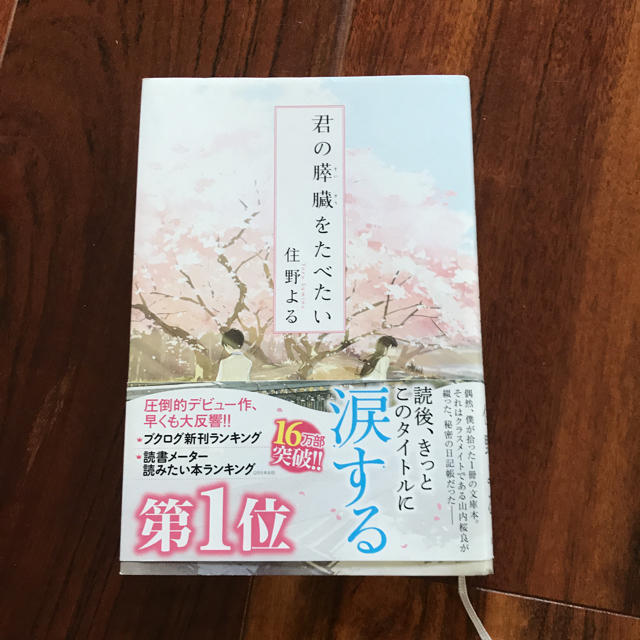 君の膵臓をたべたい
住野よる
読後、きっと
このタイトルに
涙する
偶然、僕が拾った1冊の文庫本。
それはクラスメイトである山内桜良が
綴った、秘密の日記帳だった——
圧倒的デビュー作、
早くも大反響!!
★ブクログ新刊ランキング
★読書メーター
読みたい本ランキング
16万部
突破!!
第1位